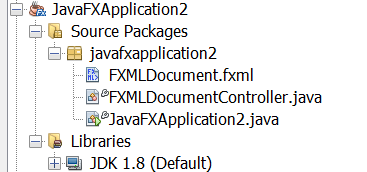 JavaFXApplication2
Source Packages
javafxapplication2
FXMLDocument.fxml
FXMLDocumentController.java
JavaFXApplication2.java
Libraries
JDK 1.8 (Default)